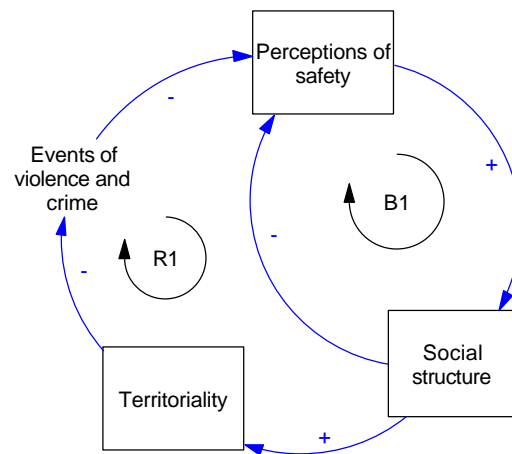 Perceptions of
safety
-
+
Events of
violence and
crime
B1
-
R1
-
Social
structure
Territoriality
+